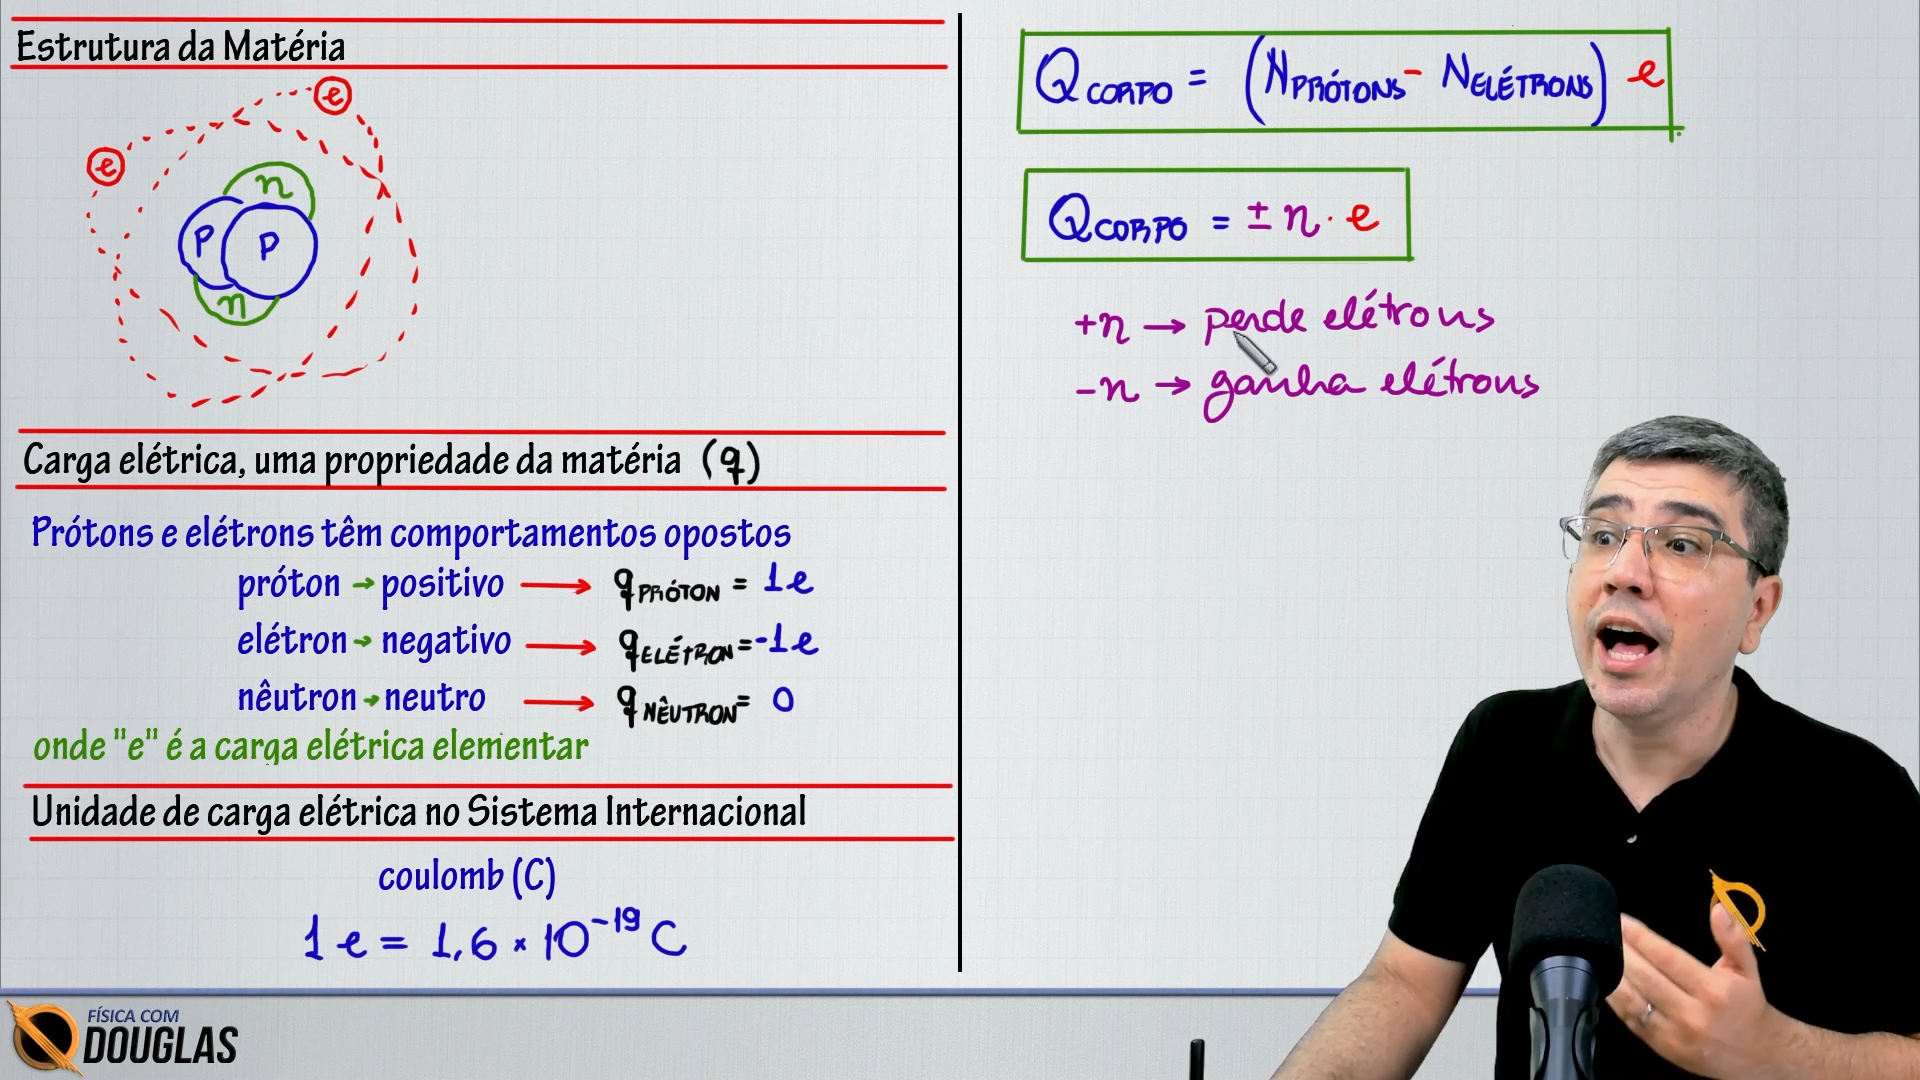 Estrutura da Matéria
e
e
n
P
P
n
Carga elétrica, uma propriedade da matéria (q)
Prótons e elétrons têm comportamentos opostos
próton → positivo → qPRÓTON = 1e
elétron → negativo → qELÉTRON = -1e
nêutron → neutro → qNÊUTRON = 0
onde "e" é a carga elétrica elementar
Unidade de carga elétrica no Sistema Internacional
coulomb (C)
1e = 1,6 × 10⁻¹⁹ C
QCORPO = (NPRÓTONS - NELÉTRONS) e
QCORPO = ± n · e
+n → perde elétrons
-n → ganha elétrons
FÍSICA COM
DOUGLAS